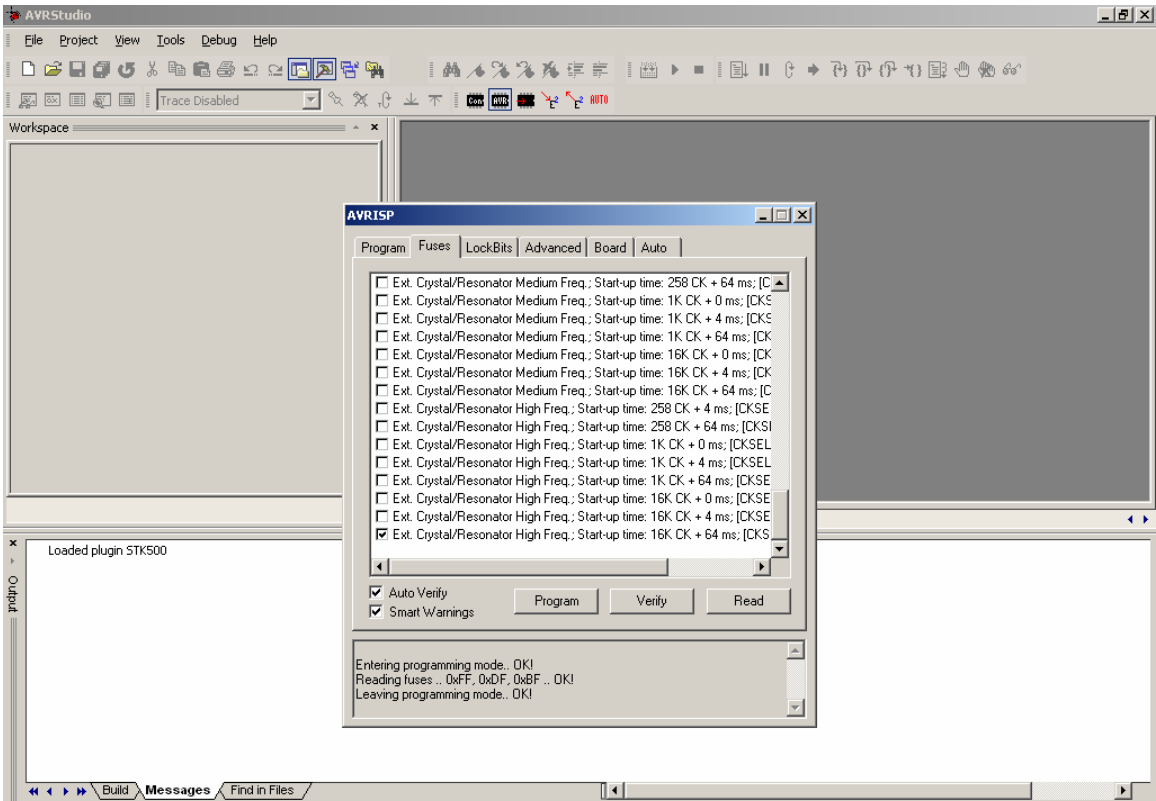 AVRStudio
File Project View Tools Debug Help
Trace Disabled
Con AVR E2 E2 AUTO
Workspace
AVRISP
Program Fuses LockBits Advanced Board Auto
Ext. Crystal/Resonator Medium Freq.; Start-up time: 258 CK + 64 ms; [C
Ext. Crystal/Resonator Medium Freq.; Start-up time: 1K CK + 0 ms; [CKS
Ext. Crystal/Resonator Medium Freq.; Start-up time: 1K CK + 4 ms; [CKS
Ext. Crystal/Resonator Medium Freq.; Start-up time: 1K CK + 64 ms; [CK
Ext. Crystal/Resonator Medium Freq.; Start-up time: 16K CK + 0 ms; [CK
Ext. Crystal/Resonator Medium Freq.; Start-up time: 16K CK + 4 ms; [CK
Ext. Crystal/Resonator Medium Freq.; Start-up time: 16K CK + 64 ms; [C
Ext. Crystal/Resonator High Freq.; Start-up time: 258 CK + 4 ms; [CKSE
Ext. Crystal/Resonator High Freq.; Start-up time: 258 CK + 64 ms; [CKSI
Ext. Crystal/Resonator High Freq.; Start-up time: 1K CK + 0 ms; [CKSEL
Ext. Crystal/Resonator High Freq.; Start-up time: 1K CK + 4 ms; [CKSEL
Ext. Crystal/Resonator High Freq.; Start-up time: 1K CK + 64 ms; [CKSE
Ext. Crystal/Resonator High Freq.; Start-up time: 16K CK + 0 ms; [CKSE
Ext. Crystal/Resonator High Freq.; Start-up time: 16K CK + 4 ms; [CKSE
Ext. Crystal/Resonator High Freq.; Start-up time: 16K CK + 64 ms; [CKS
Auto Verify
Smart Warnings
Program Verify Read
Entering programming mode.. OK!
Reading fuses .. 0xFF, 0xDF, 0xBF .. OK!
Leaving programming mode.. OK!
Output
Loaded plugin STK500
Build Messages Find in Files